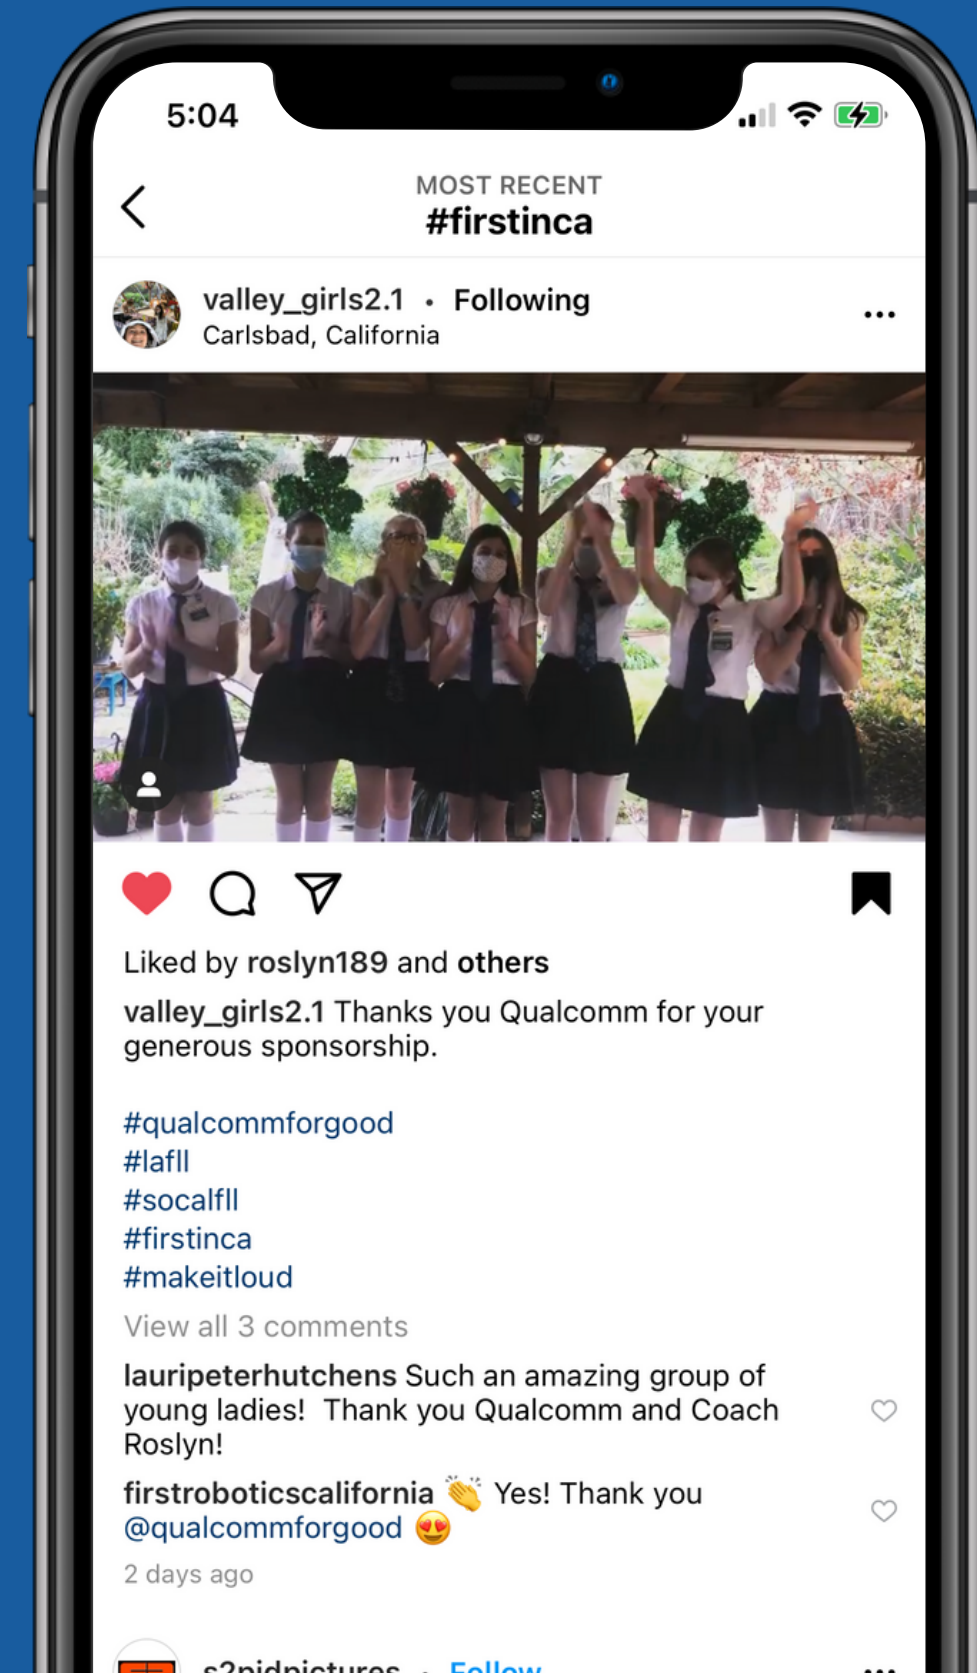 5:04
MOST RECENT
#firstinca
valley_girls2.1 • Following
Carlsbad, California
Liked by roslyn189 and others
valley_girls2.1 Thanks you Qualcomm for your
generous sponsorship.
#qualcommforgood
#lafll
#socalfll
#firstinca
#makeitloud
View all 3 comments
lauripeterhutchens Such an amazing group of
young ladies! Thank you Qualcomm and Coach
Roslyn!
firstroboticscalifornia 👏 Yes! Thank you
@qualcommforgood 😍
2 days ago
s2pidpictures • Follow